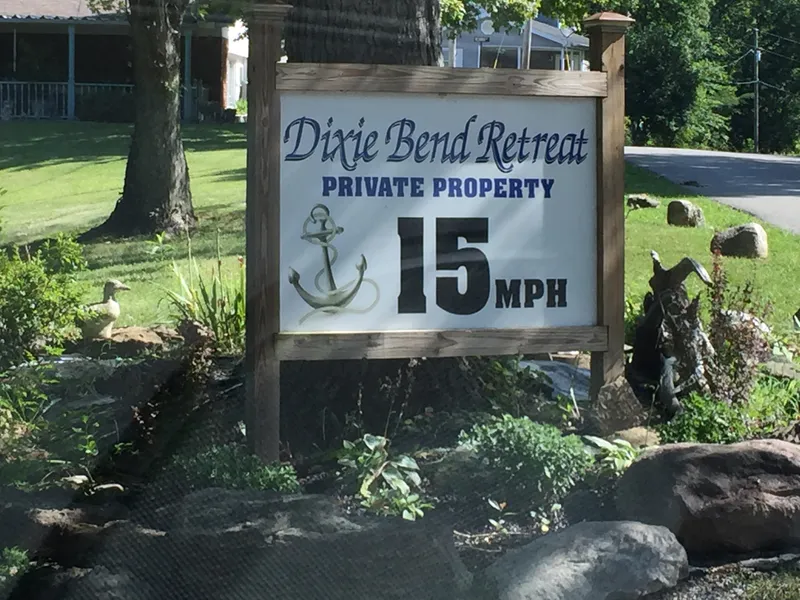 Dixie Bend Retreat
PRIVATE PROPERTY
15 MPH